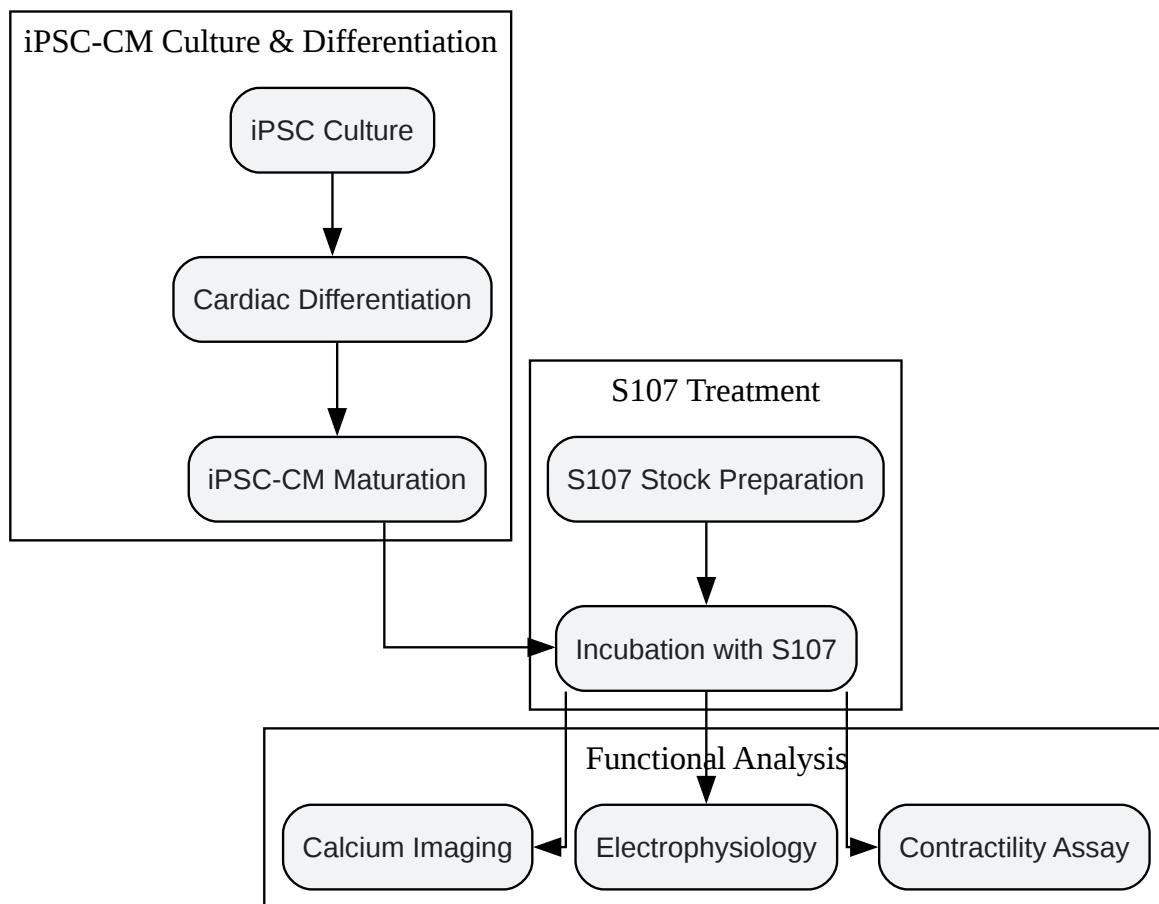 iPSC-CM Culture & Differentiation
iPSC Culture
Cardiac Differentiation
iPSC-CM Maturation
S107 Treatment
S107 Stock Preparation
Incubation with S107
Functional Analysis
Calcium Imaging
Electrophysiology
Contractility Assay